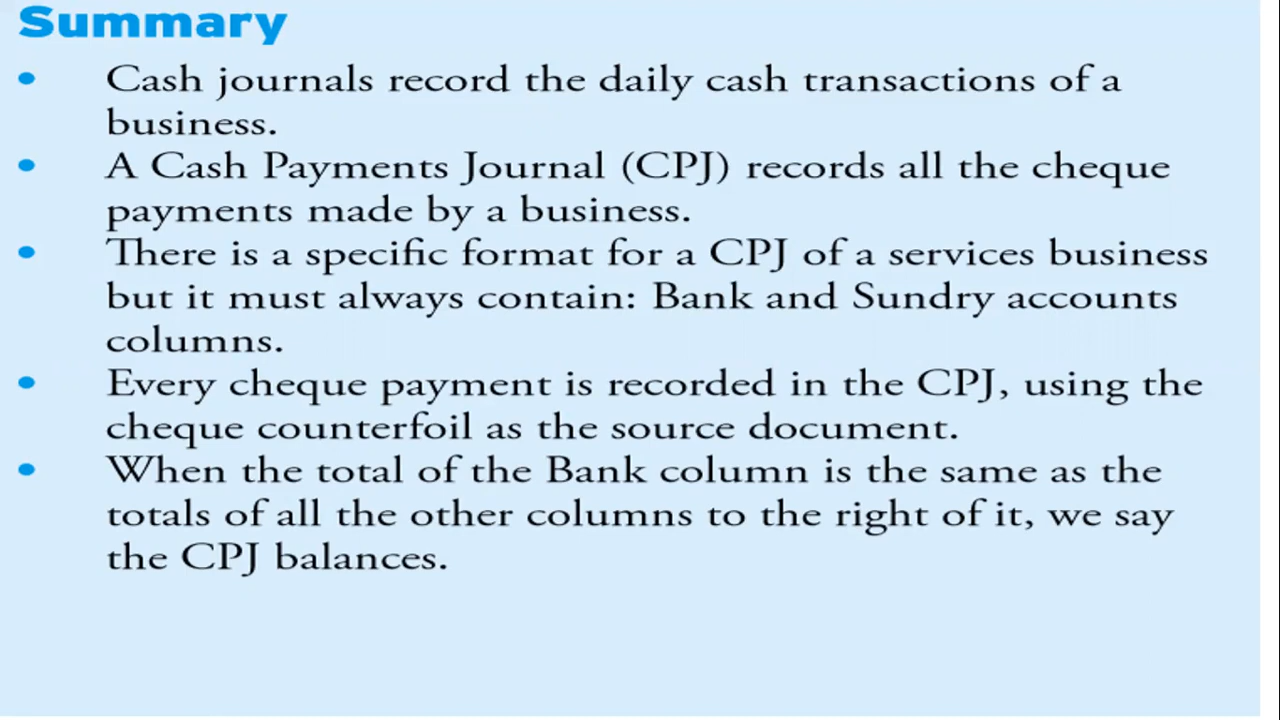 Summary
• Cash journals record the daily cash transactions of a
business.
• A Cash Payments Journal (CPJ) records all the cheque
payments made by a business.
• There is a specific format for a CPJ of a services business
but it must always contain: Bank and Sundry accounts
columns.
• Every cheque payment is recorded in the CPJ, using the
cheque counterfoil as the source document.
• When the total of the Bank column is the same as the
totals of all the other columns to the right of it, we say
the CPJ balances.